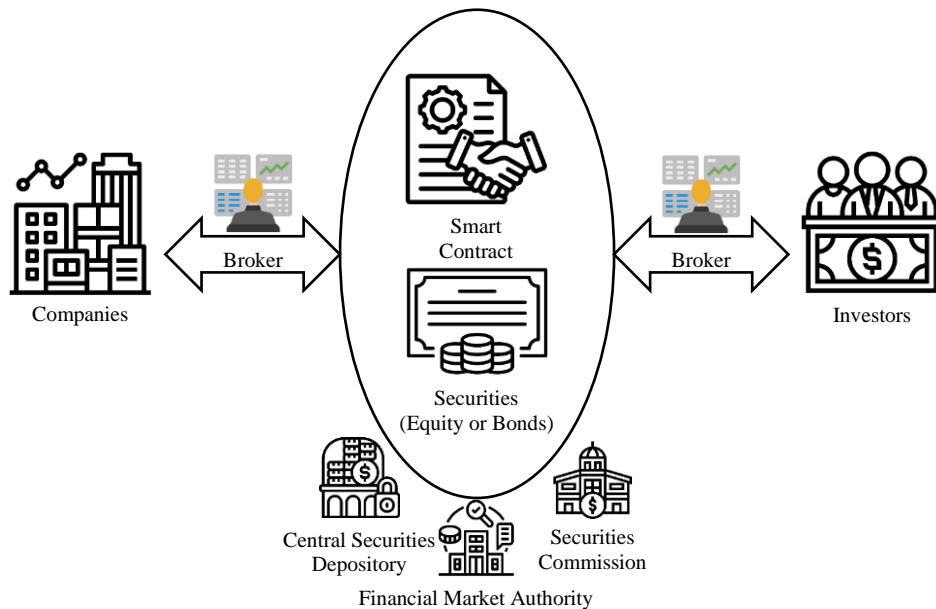 Smart
Contract
Broker
Broker
Companies
Investors
Securities
(Equity or Bonds)
Central Securities
Depository
Securities
Commission
Financial Market Authority